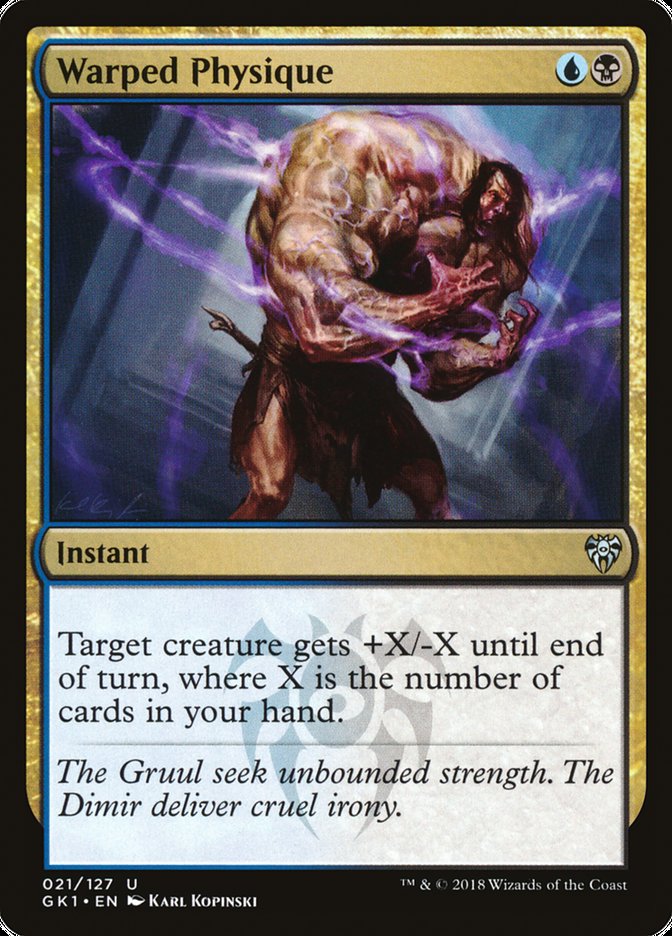 Warped Physique
Instant
Target creature gets +X/-X until end
of turn, where X is the number of
cards in your hand.
The Gruul seek unbounded strength. The
Dimir deliver cruel irony.
021/127 U
GK1 • EN Karl Kopinski
™ & © 2018 Wizards of the Coast